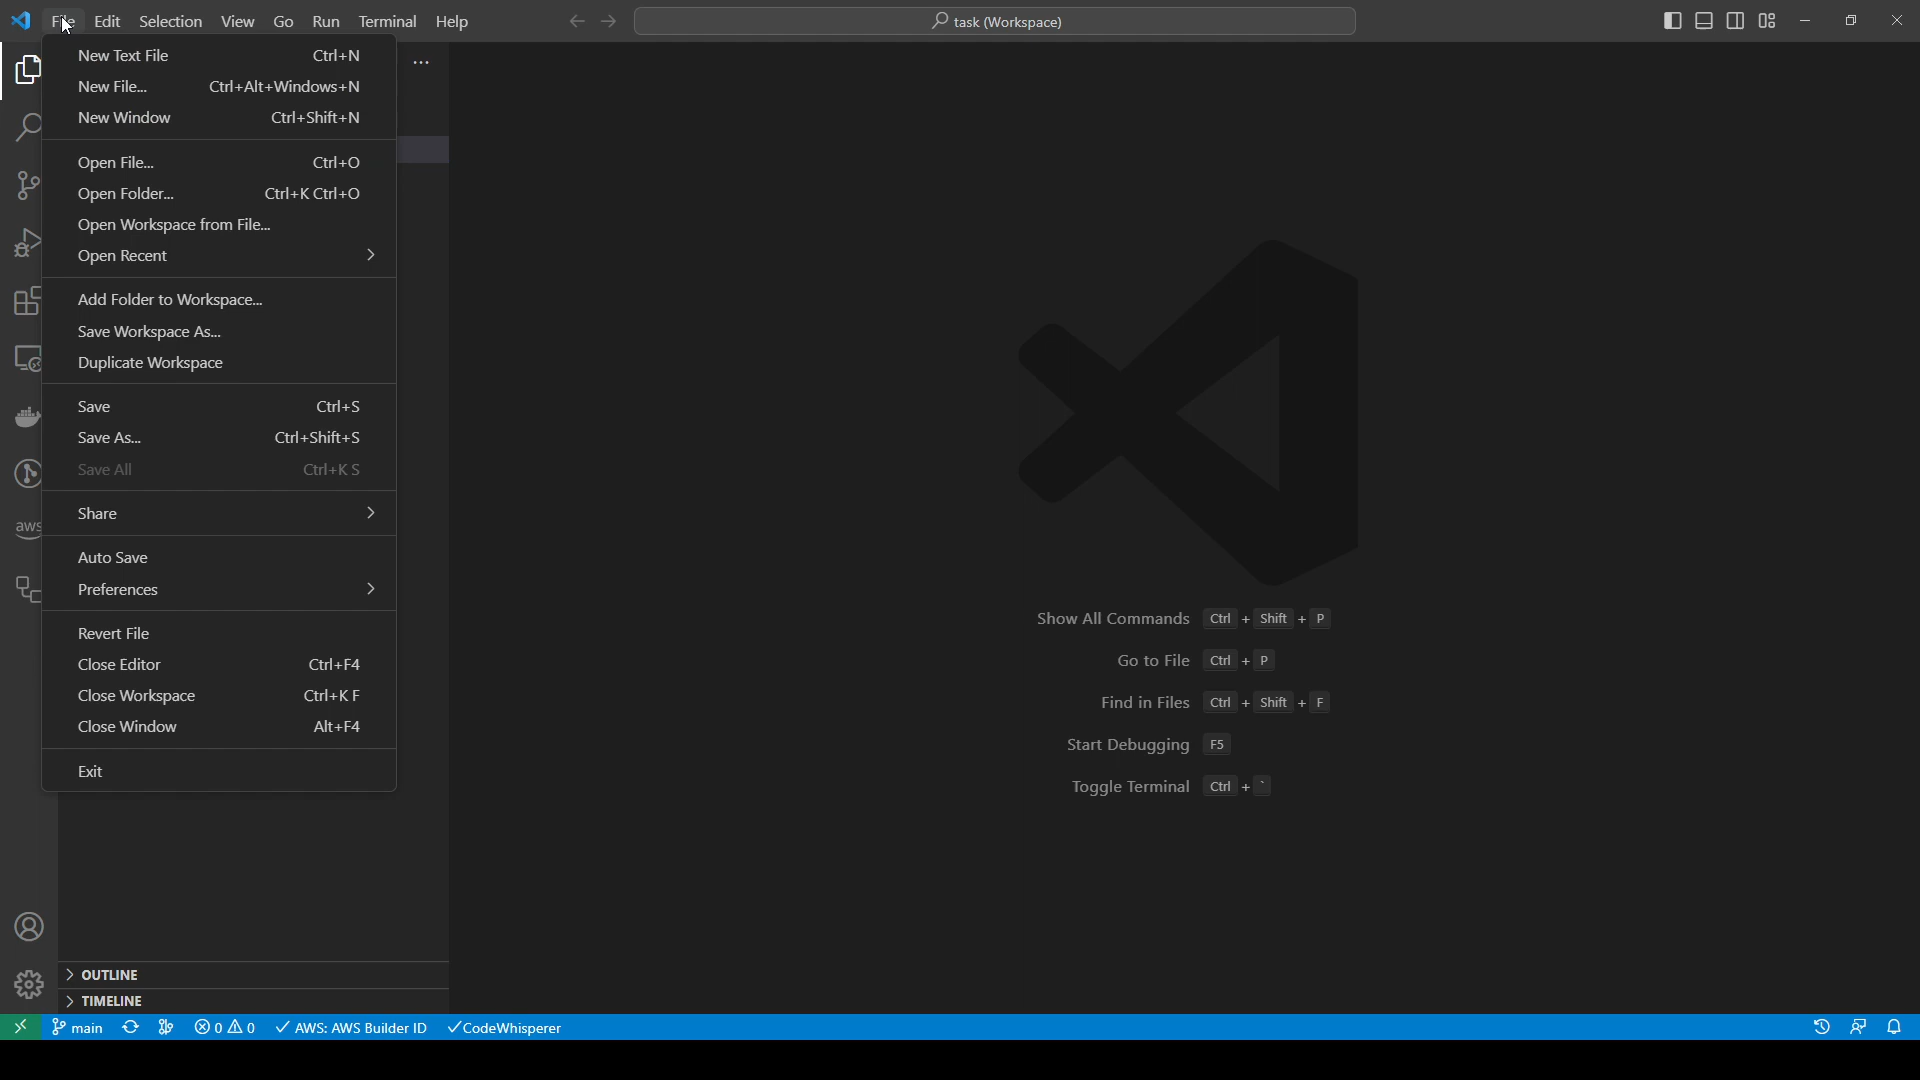 File Edit Selection View Go Run Terminal Help
task (Workspace)
New Text File Ctrl+N
New File... Ctrl+Alt+Windows+N
New Window Ctrl+Shift+N
Open File... Ctrl+O
Open Folder... Ctrl+K Ctrl+O
Open Workspace from File...
Open Recent
Add Folder to Workspace...
Save Workspace As...
Duplicate Workspace
Save Ctrl+S
Save As... Ctrl+Shift+S
Save All Ctrl+K S
aws
Share
Auto Save
Preferences
Revert File
Close Editor Ctrl+F4
Close Workspace Ctrl+K F
Close Window Alt+F4
Exit
Show All Commands Ctrl + Shift + P
Go to File Ctrl + P
Find in Files Ctrl + Shift + F
Start Debugging F5
Toggle Terminal Ctrl + `
OUTLINE
TIMELINE
main 0 0 AWS: AWS Builder ID CodeWhisperer